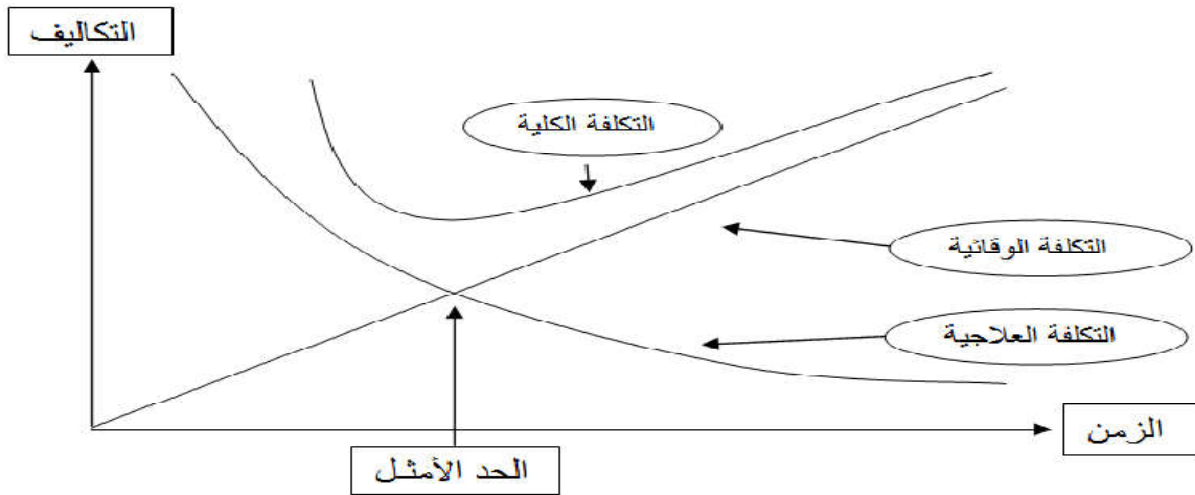 التكاليف
التكلفة الكلية
التكلفة الوقائية
التكلفة العلاجية
الزمن
الحد الأمثل